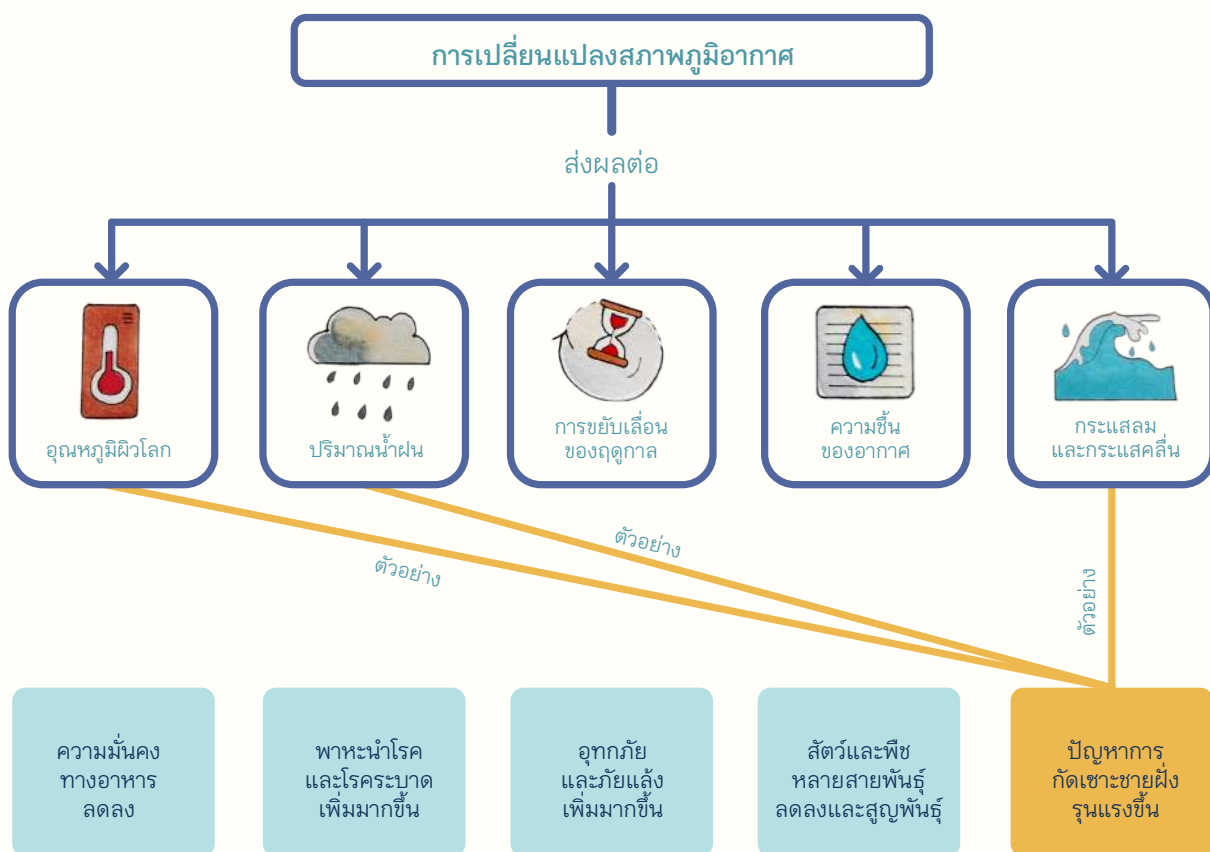 การเปลี่ยนแปลงสภาพภูมิอากาศ
ส่งผลต่อ
อุณหภูมิผิวโลก
ปริมาณน้ำฝน
การขยับเลื่อน
ของฤดูกาล
ความชื้น
ของอากาศ
กระแสลม
และกระแสคลื่น
ตัวอย่าง
ตัวอย่าง
ตัวอย่าง
ความมั่นคง
ทางอาหาร
ลดลง
พาหะนำโรค
และโรคระบาด
เพิ่มมากขึ้น
อุทกภัย
และภัยแล้ง
เพิ่มมากขึ้น
สัตว์และพืช
หลายสายพันธุ์
ลดลงและสูญพันธุ์
ปัญหาการ
กัดเซาะชายฝั่ง
รุนแรงขึ้น